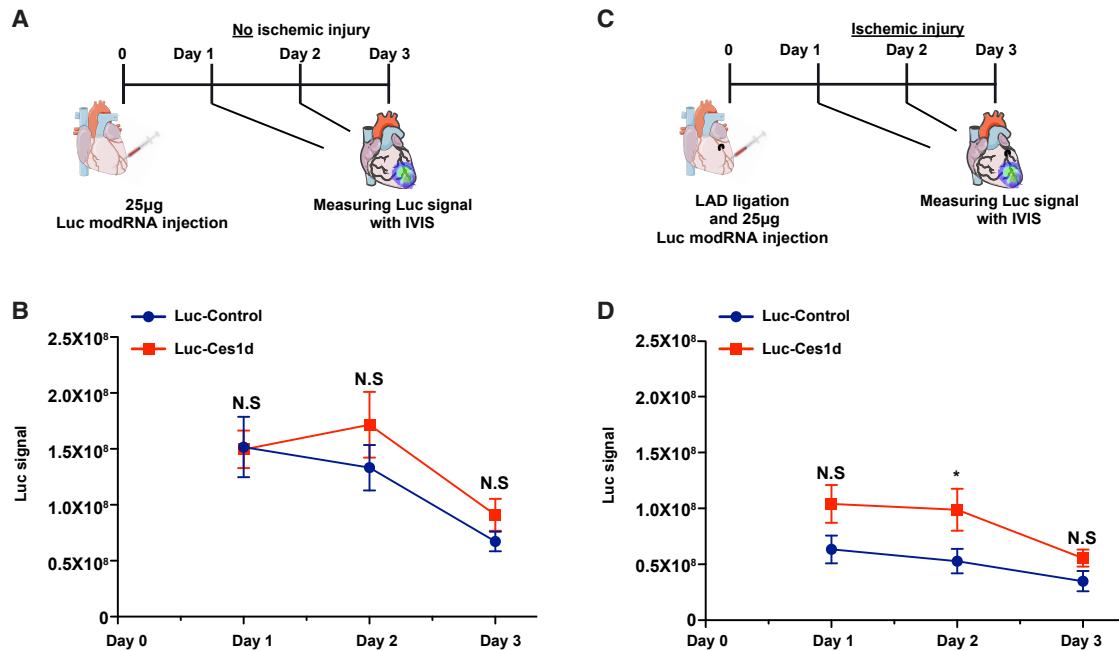 A
No ischemic injury
0
Day 1
Day 2
Day 3
25µg
Luc modRNA injection
Measuring Luc signal
with IVIS
C
Ischemic injury
0
Day 1
Day 2
Day 3
LAD ligation
and 25µg
Luc modRNA injection
Measuring Luc signal
with IVIS
B
Luc-Control
Luc-Ces1d
2.5X10⁸
2.0X10⁸
1.5X10⁸
1.0X10⁸
0.5X10⁸
0
Luc signal
N.S
N.S
N.S
Day 0
Day 1
Day 2
Day 3
D
Luc-Control
Luc-Ces1d
2.5X10⁸
2.0X10⁸
1.5X10⁸
1.0X10⁸
0.5X10⁸
0
Luc signal
N.S
*
N.S
Day 0
Day 1
Day 2
Day 3